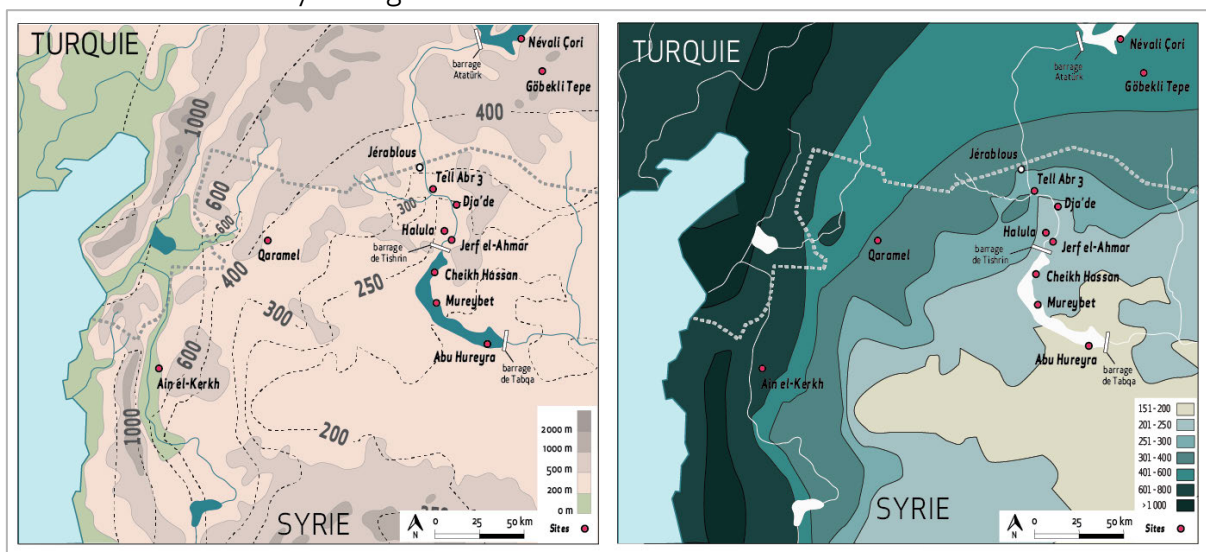 TURQUIE
1000
600
600
400
400
300
300
250
200
600
1000
barrage
Atatürk
Névali Çori
Göbekli Tepe
Jérablous
Tell Abr 3
Dja'de
Halula
Jerf el-Ahmar
barrage
de Tishrin
Qaramel
Cheikh Hassan
Mureybet
Abu Hureyra
barrage
de Tabqa
Ain el-Kerkh
SYRIE
2000 m
1000 m
500 m
200 m
0 m
Sites
N
0 25 50 km
TURQUIE
barrage
Atatürk
Névali Çori
Göbekli Tepe
Jérablous
Tell Abr 3
Dja'de
Halula
Jerf el-Ahmar
barrage
de Tishrin
Qaramel
Cheikh Hassan
Mureybet
Abu Hureyra
barrage
de Tabqa
Ain el-Kerkh
SYRIE
151 - 200
201 - 250
251 - 300
301 - 400
401 - 600
601 - 800
>1 000
Sites
N
0 25 50 km